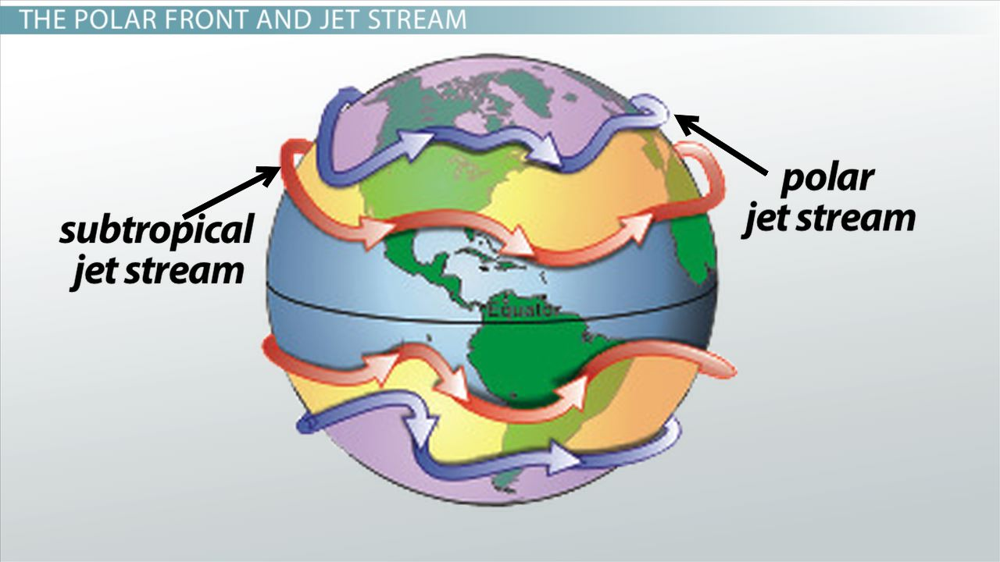 THE POLAR FRONT AND JET STREAM
subtropical
jet stream
polar
jet stream
Equator